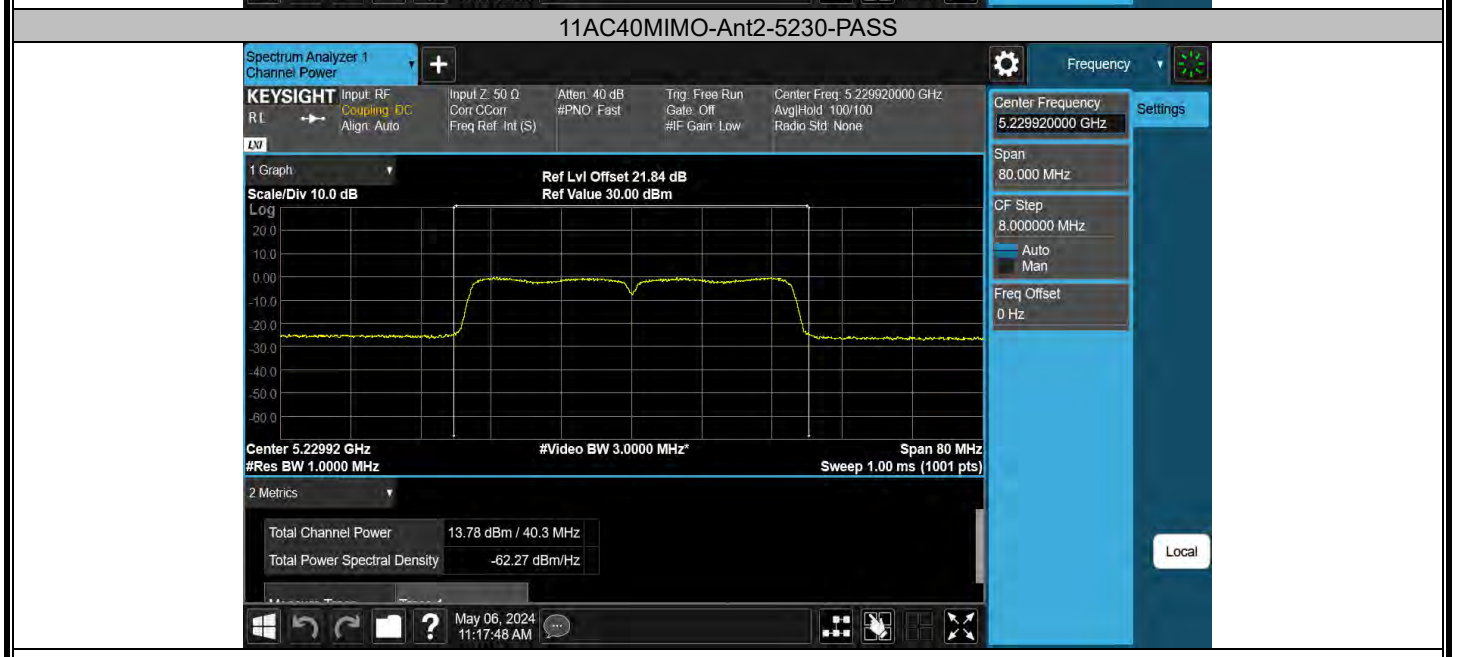 11AC40MIMO-Ant2-5230-PASS
Spectrum Analyzer 1
Channel Power
Frequency
KEYSIGHT
RL
LXI
Input: RF
Coupling: DC
Align: Auto
Input Z: 50 Ω
Corr CCorr
Freq Ref: Int (S)
Atten: 40 dB
#PNO: Fast
Trig: Free Run
Gate: Off
#IF Gain: Low
Center Freq: 5.229920000 GHz
Avg|Hold: 100/100
Radio Std: None
Center Frequency
5.229920000 GHz
Settings
Span
80.000 MHz
CF Step
8.000000 MHz
Auto
Man
Freq Offset
0 Hz
Local
1 Graph
Scale/Div 10.0 dB
Ref Lvl Offset 21.84 dB
Ref Value 30.00 dBm
Log
20.0
10.0
0.00
-10.0
-20.0
-30.0
-40.0
-50.0
-60.0
Center 5.22992 GHz
#Video BW 3.0000 MHz*
Span 80 MHz
#Res BW 1.0000 MHz
Sweep 1.00 ms (1001 pts)
2 Metrics
Total Channel Power 13.78 dBm / 40.3 MHz
Total Power Spectral Density -62.27 dBm/Hz
?
May 06, 2024
11:17:48 AM